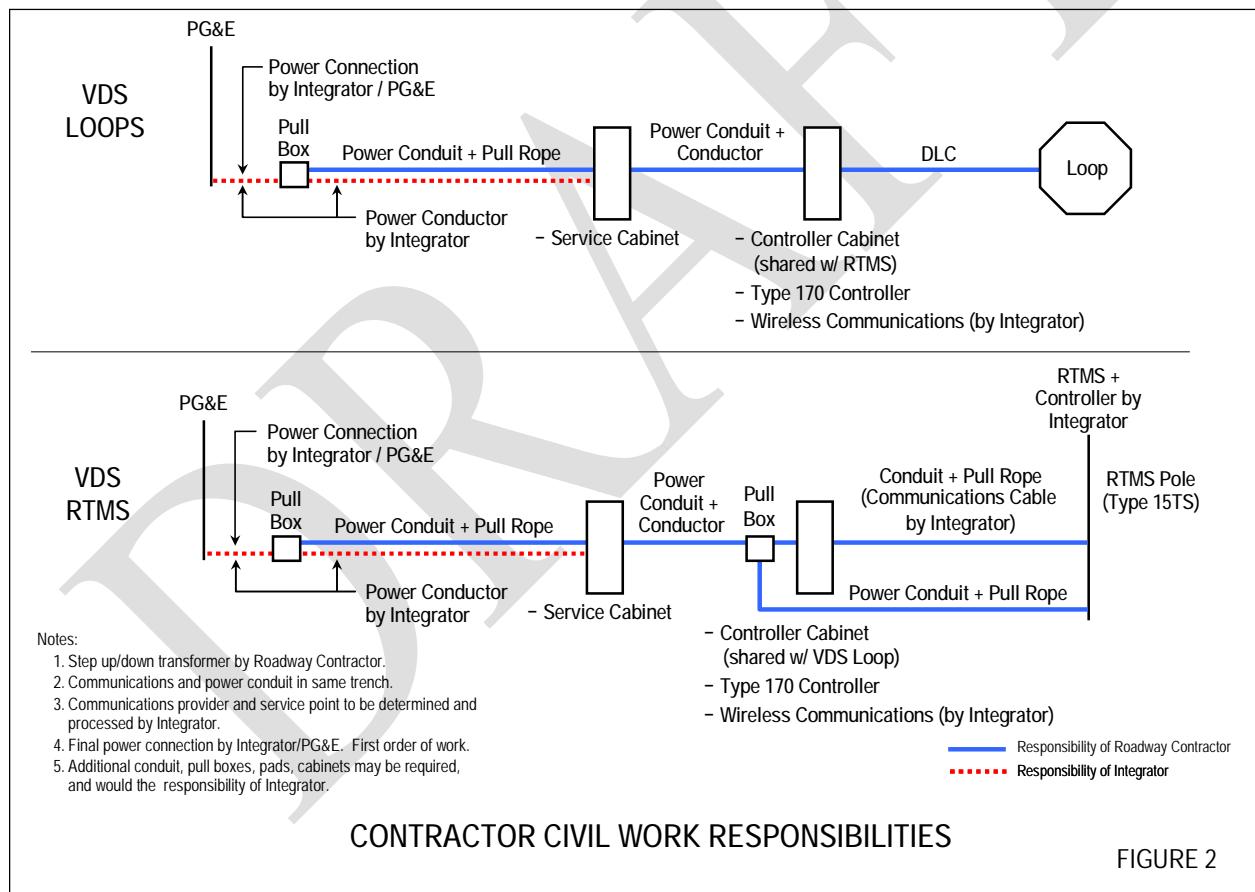 PG&E
Power Connection
by Integrator / PG&E
VDS
LOOPS
Pull
Box
Power Conduit + Pull Rope
Power Conduit +
Conductor
DLC
Loop
Power Conductor
by Integrator
– Service Cabinet
– Controller Cabinet
(shared w/ RTMS)
– Type 170 Controller
– Wireless Communications (by Integrator)
RTMS +
Controller by
Integrator
PG&E
Power Connection
by Integrator / PG&E
VDS
RTMS
Pull
Box
Power Conduit + Pull Rope
Power
Conduit +
Conductor
Pull
Box
Conduit + Pull Rope
(Communications Cable
by Integrator)
RTMS Pole
(Type 15TS)
Power Conduit + Pull Rope
Power Conductor
by Integrator
– Service Cabinet
– Controller Cabinet
(shared w/ VDS Loop)
– Type 170 Controller
– Wireless Communications (by Integrator)
Notes:
1. Step up/down transformer by Roadway Contractor.
2. Communications and power conduit in same trench.
3. Communications provider and service point to be determined and
processed by Integrator.
4. Final power connection by Integrator/PG&E. First order of work.
5. Additional conduit, pull boxes, pads, cabinets may be required,
and would the responsibility of Integrator.
Responsibility of Roadway Contractor
Responsibility of Integrator
CONTRACTOR CIVIL WORK RESPONSIBILITIES
FIGURE 2
DRAFT